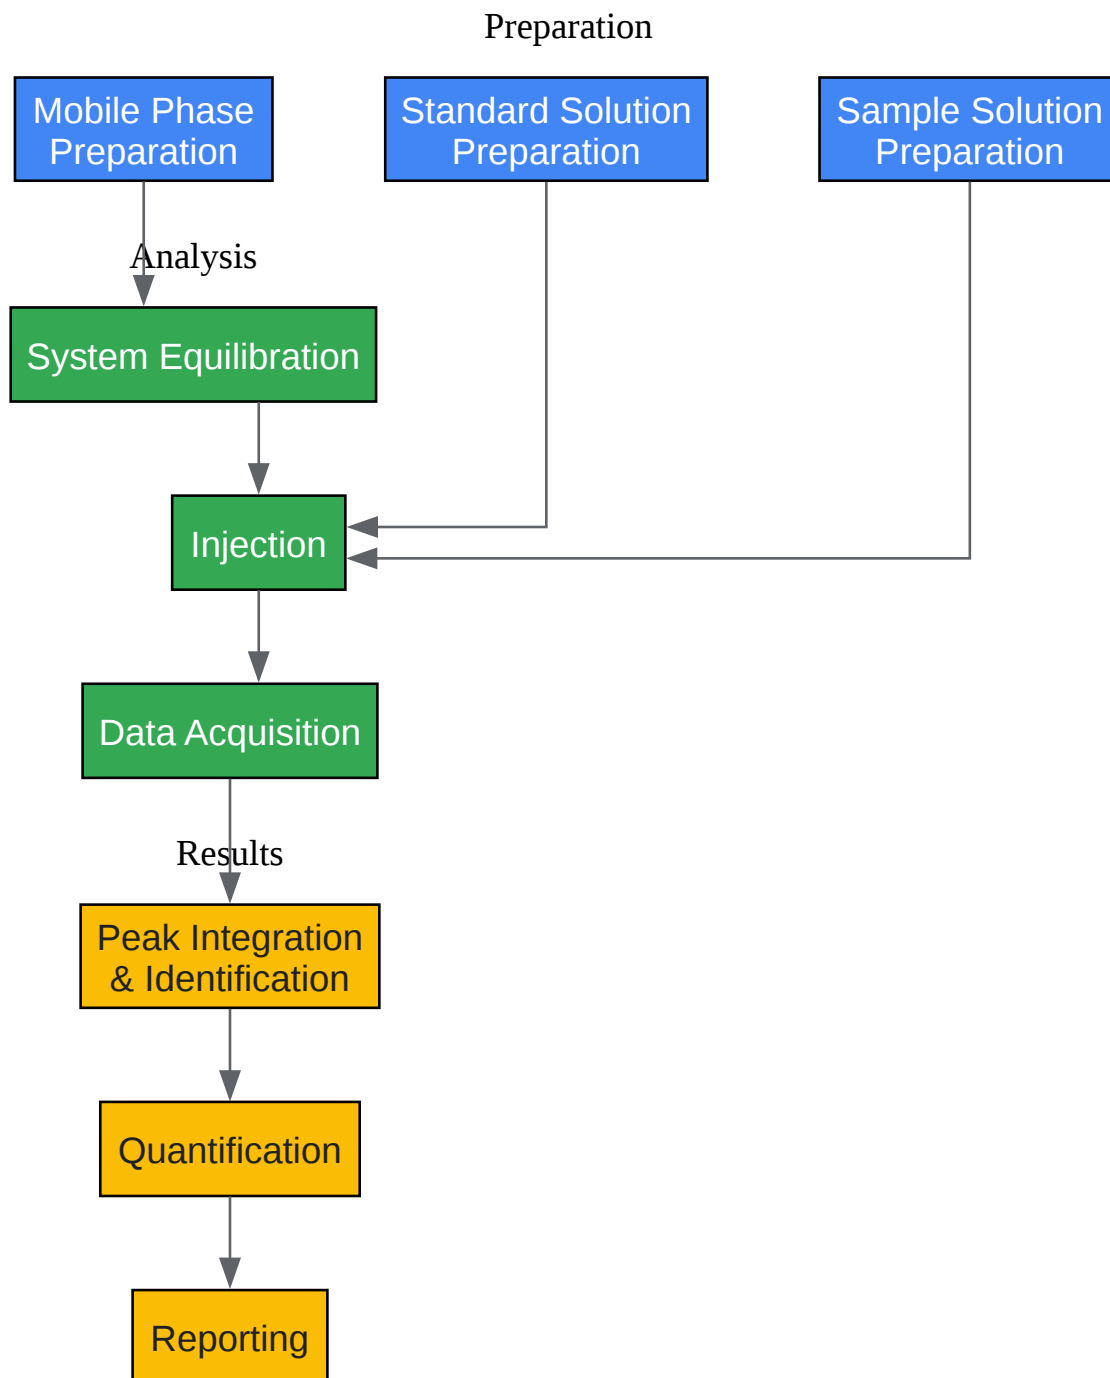 Preparation
Mobile Phase
Preparation
Standard Solution
Preparation
Sample Solution
Preparation
Analysis
System Equilibration
Injection
Data Acquisition
Results
Peak Integration
& Identification
Quantification
Reporting